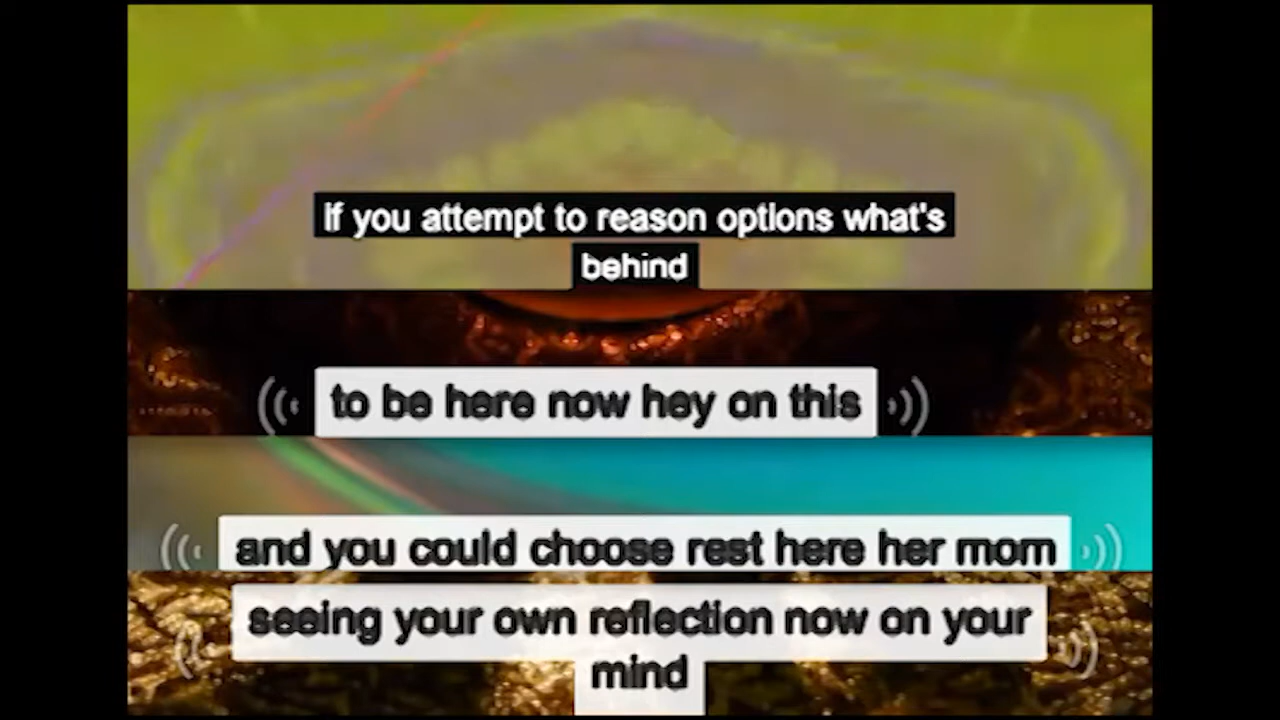 If you attempt to reason options what's
behind
to be here now hey on this
and you could choose rest here her mom
seeing your own reflection now on your
mind